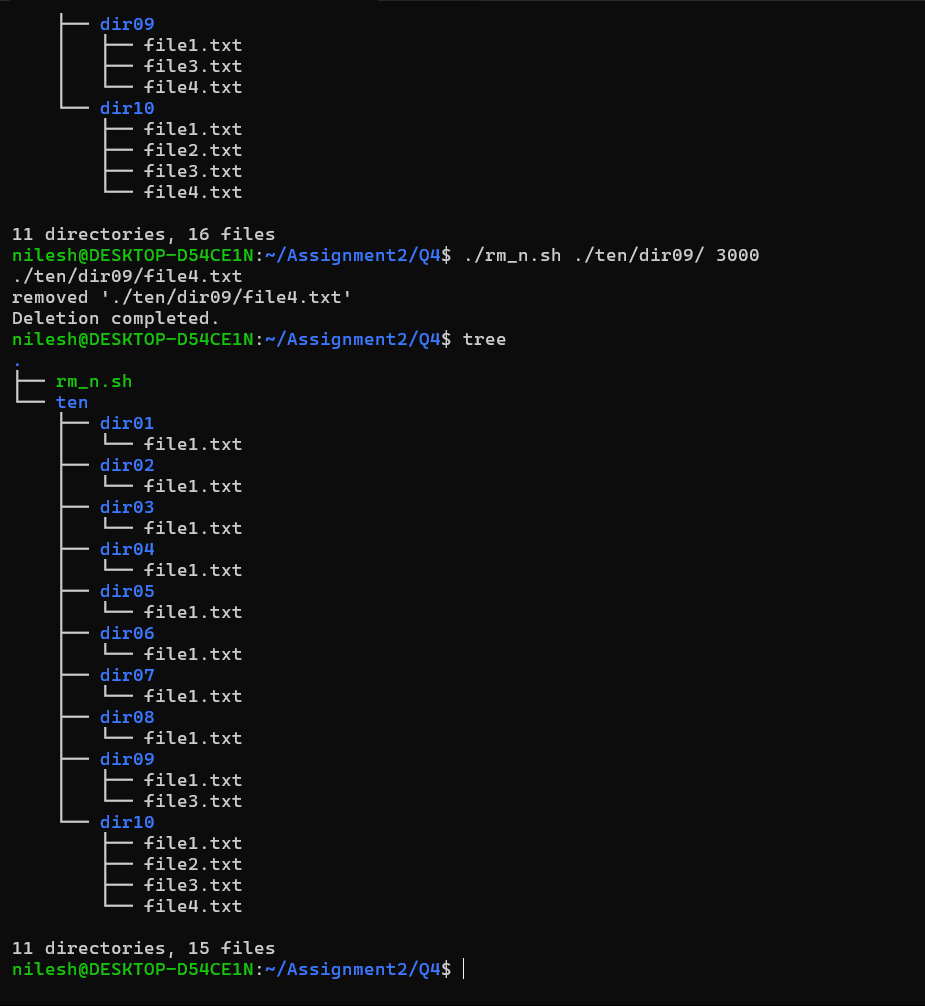 ├── dir09
│   ├── file1.txt
│   ├── file3.txt
│   └── file4.txt
└── dir10
    ├── file1.txt
    ├── file2.txt
    ├── file3.txt
    └── file4.txt
11 directories, 16 files
nilesh@DESKTOP-D54CE1N:~/Assignment2/Q4$ ./rm_n.sh ./ten/dir09/ 3000
./ten/dir09/file4.txt
removed './ten/dir09/file4.txt'
Deletion completed.
nilesh@DESKTOP-D54CE1N:~/Assignment2/Q4$ tree
.
├── rm_n.sh
└── ten
    ├── dir01
    │   └── file1.txt
    ├── dir02
    │   └── file1.txt
    ├── dir03
    │   └── file1.txt
    ├── dir04
    │   └── file1.txt
    ├── dir05
    │   └── file1.txt
    ├── dir06
    │   └── file1.txt
    ├── dir07
    │   └── file1.txt
    ├── dir08
    │   └── file1.txt
    ├── dir09
    │   ├── file1.txt
    │   └── file3.txt
    └── dir10
        ├── file1.txt
        ├── file2.txt
        ├── file3.txt
        └── file4.txt
11 directories, 15 files
nilesh@DESKTOP-D54CE1N:~/Assignment2/Q4$